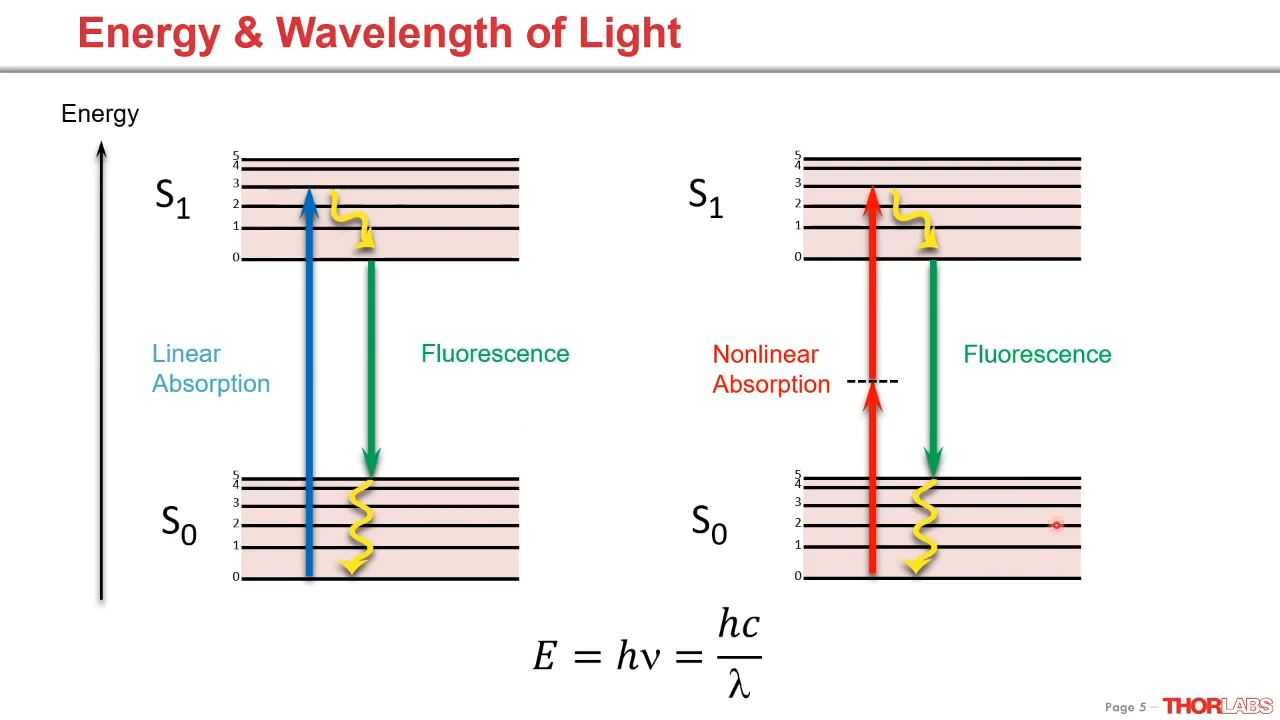 Energy & Wavelength of Light
Energy
S1
5
4
3
2
1
0
Linear
Absorption
Fluorescence
S0
5
4
3
2
1
0
S1
5
4
3
2
1
0
Nonlinear
Absorption
Fluorescence
S0
5
4
3
2
1
0
E = hν = hc/λ
Page 5 – THORLABS